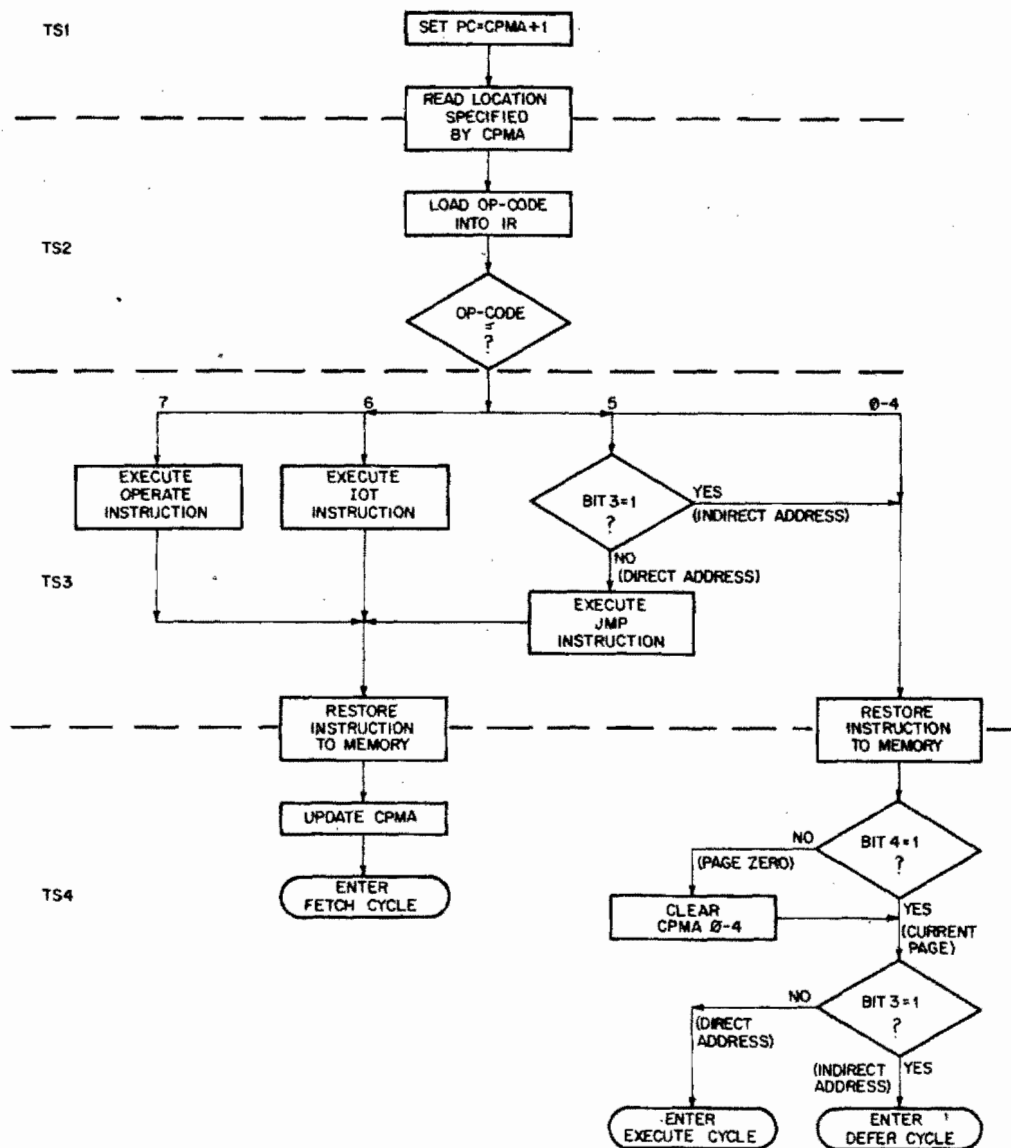 TS1
SET PC=CPMA+1
READ LOCATION
SPECIFIED
BY CPMA
LOAD OP-CODE
INTO IR
TS2
OP-CODE
=
?
7
6
5
0-4
EXECUTE
OPERATE
INSTRUCTION
EXECUTE
IOT
INSTRUCTION
BIT 3=1
?
YES
(INDIRECT ADDRESS)
NO
(DIRECT ADDRESS)
TS3
EXECUTE
JMP
INSTRUCTION
RESTORE
INSTRUCTION
TO MEMORY
RESTORE
INSTRUCTION
TO MEMORY
UPDATE CPMA
BIT 4=1
?
NO
(PAGE ZERO)
TS4
ENTER
FETCH CYCLE
CLEAR
CPMA 0-4
YES
(CURRENT
PAGE)
BIT 3=1
?
NO
(DIRECT
ADDRESS)
(INDIRECT
ADDRESS)
YES
ENTER
EXECUTE CYCLE
ENTER
DEFER CYCLE